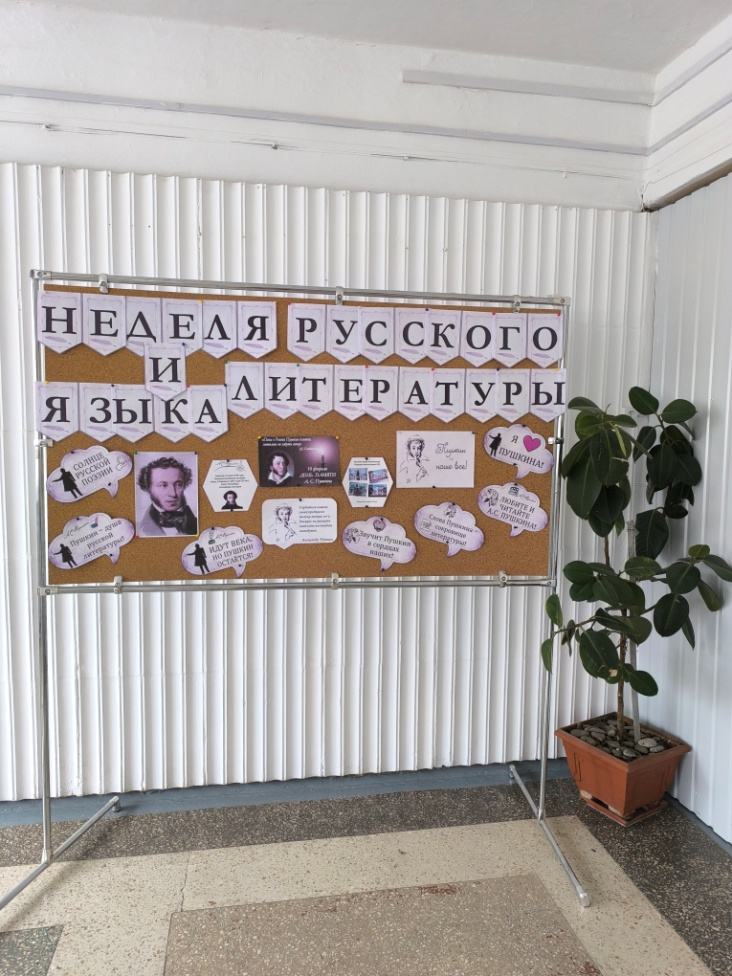 НЕДЕЛЯ РУССКОГО
И
ЯЗЫКА ЛИТЕРАТУРЫ
СОЛНЦЕ
РУССКОЙ
ПОЭЗИИ
10 февраля
ДЕНЬ ПАМЯТИ
А.С. Пушкина
Пушкин
наше всё!
Я
ПУШКИНА!
Пушкин – душа
Русской
литературы!
ИДУТ ВЕКА,
НО ПУШКИН
ОСТАЁТСЯ!
Звучит Пушкин
в сердцах
наших!
Слова Пушкина -
сокровище
литературы!
ЛЮБИТЕ И
ЧИТАЙТЕ
А.С. ПУШКИНА!